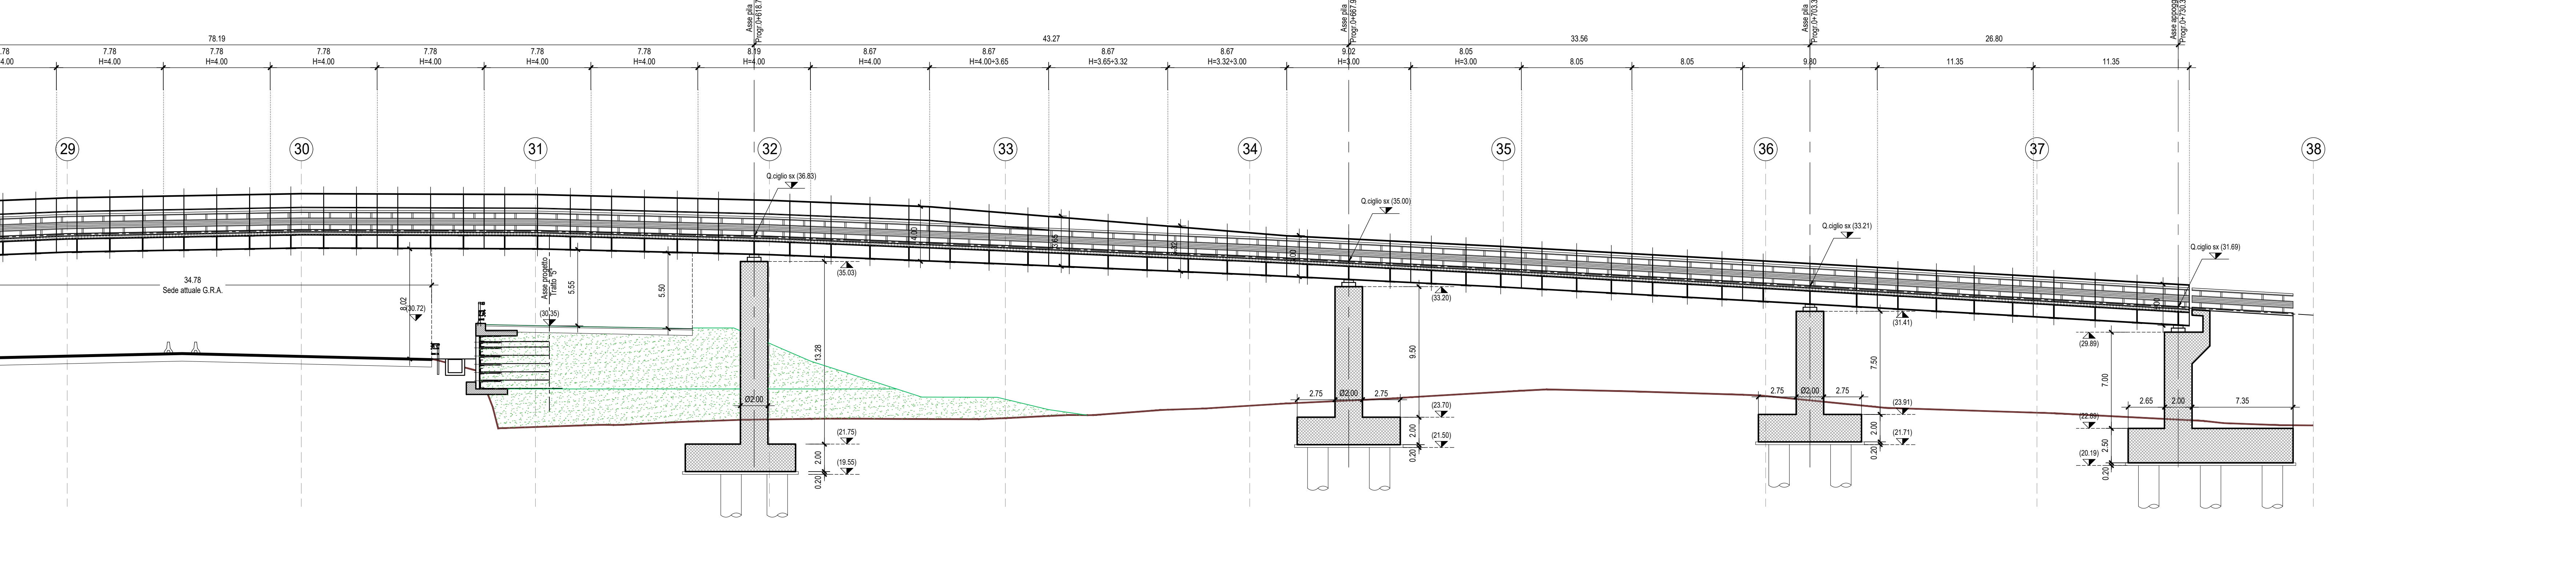 Asse pila
Asse pila
Asse pila
78.19
43.27
33.56
26.80
7.78
7.78
7.78
7.78
7.78
7.78
8.19
8.67
8.67
8.67
8.67
9.02
8.05
H=4.00
H=4.00
H=4.00
H=4.00
H=4.00
H=4.00
H=4.00
H=4.00
H=4.00÷3.65
H=3.65÷3.32
H=3.32÷3.00
H=3.00
H=3.00
8.05
8.05
9.80
11.35
11.35
29
30
31
32
33
34
35
36
37
38
Q.ciglio sx (36.83)
Q.ciglio sx (35.00)
Q.ciglio sx (33.21)
Q.ciglio sx (31.69)
4.00
3.65
34.78
Sede attuale G.R.A.
8.02
(30.72)
Asse progetto
Tratto "5"
(30.35)
5.55
5.50
(35.03)
(33.20)
(31.41)
(29.89)
13.28
9.50
7.50
7.00
Ø2.00
2.75
Ø2.00
2.75
2.75
Ø2.00
2.75
2.65
2.00
7.35
(21.75)
(23.70)
(23.91)
(22.89)
2.00
2.00
2.00
2.50
(19.55)
(21.50)
(21.71)
(20.19)
0.20
0.20
0.20
0.20